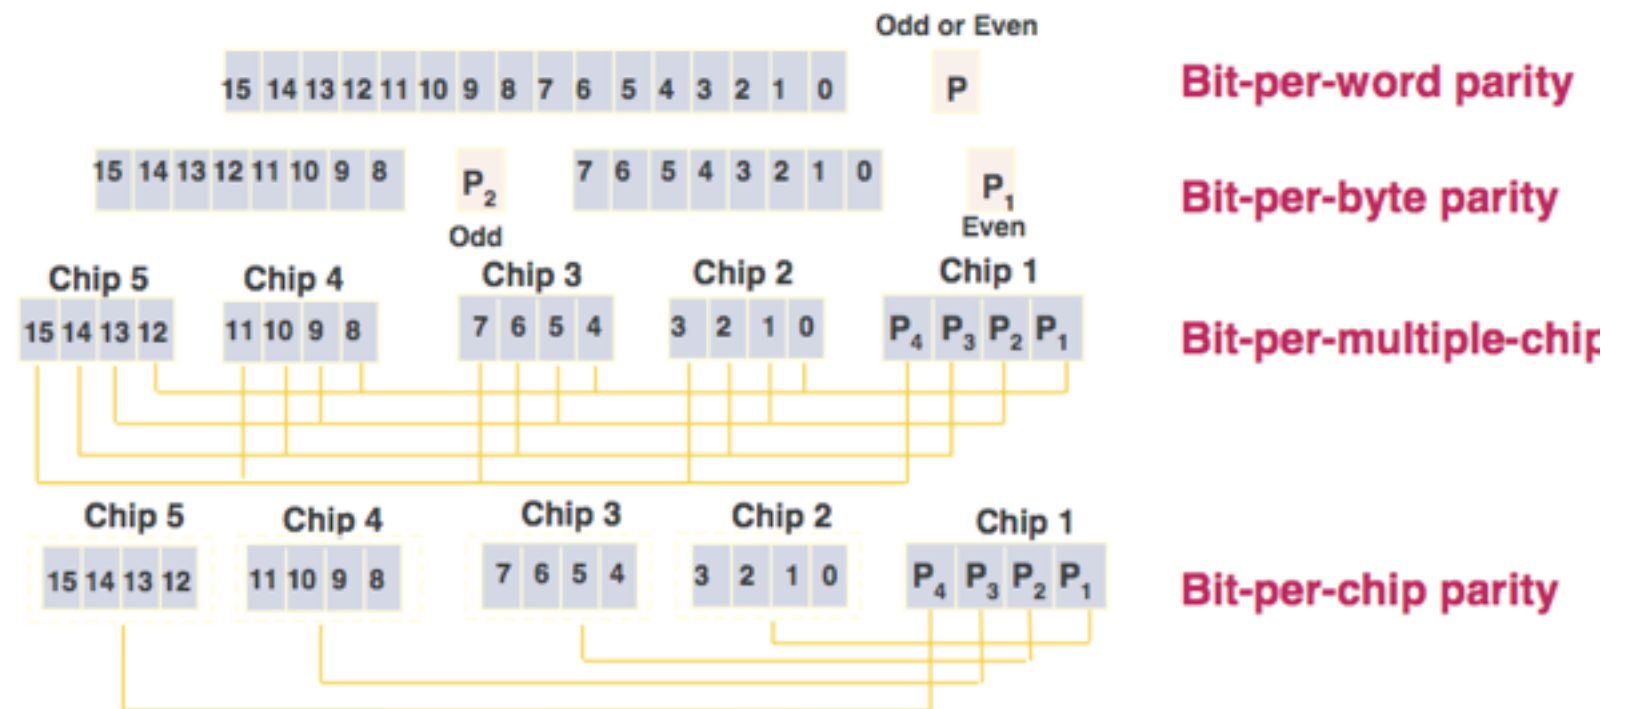 Odd or Even
15 14 13 12 11 10 9 8 7 6 5 4 3 2 1 0 P Bit-per-word parity
15 14 13 12 11 10 9 8 P2 7 6 5 4 3 2 1 0 P1 Bit-per-byte parity
Odd Even
Chip 5 Chip 4 Chip 3 Chip 2 Chip 1
15 14 13 12 11 10 9 8 7 6 5 4 3 2 1 0 P4 P3 P2 P1 Bit-per-multiple-chip
Chip 5 Chip 4 Chip 3 Chip 2 Chip 1
15 14 13 12 11 10 9 8 7 6 5 4 3 2 1 0 P4 P3 P2 P1 Bit-per-chip parity